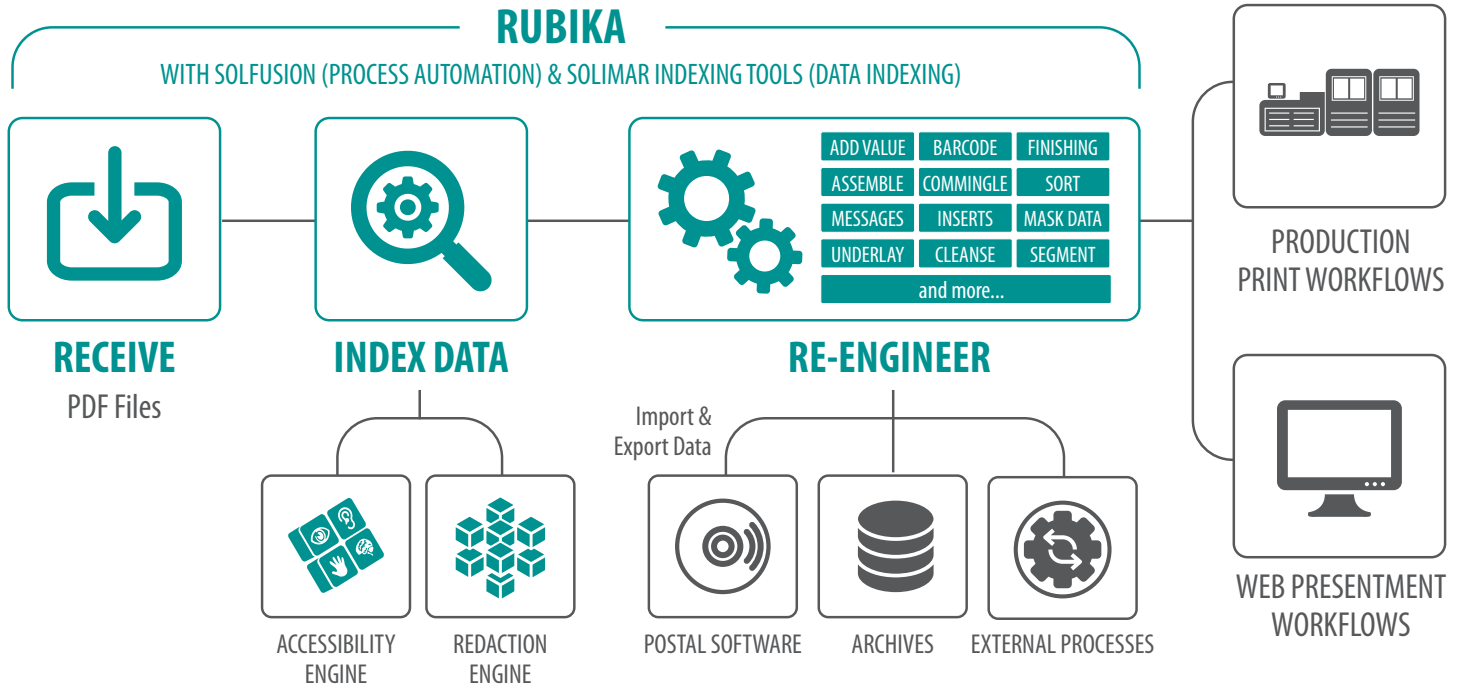 RUBIKA
WITH SOLFUSION (PROCESS AUTOMATION) & SOLIMAR INDEXING TOOLS (DATA INDEXING)
ADD VALUE
BARCODE
FINISHING
ASSEMBLE
COMMINGLE
SORT
MESSAGES
INSERTS
MASK DATA
UNDERLAY
CLEANSE
SEGMENT
and more...
RECEIVE
PDF Files
INDEX DATA
RE-ENGINEER
Import &
Export Data
ACCESSIBILITY
ENGINE
REDACTION
ENGINE
POSTAL SOFTWARE
ARCHIVES
EXTERNAL PROCESSES
PRODUCTION
PRINT WORKFLOWS
WEB PRESENTMENT
WORKFLOWS